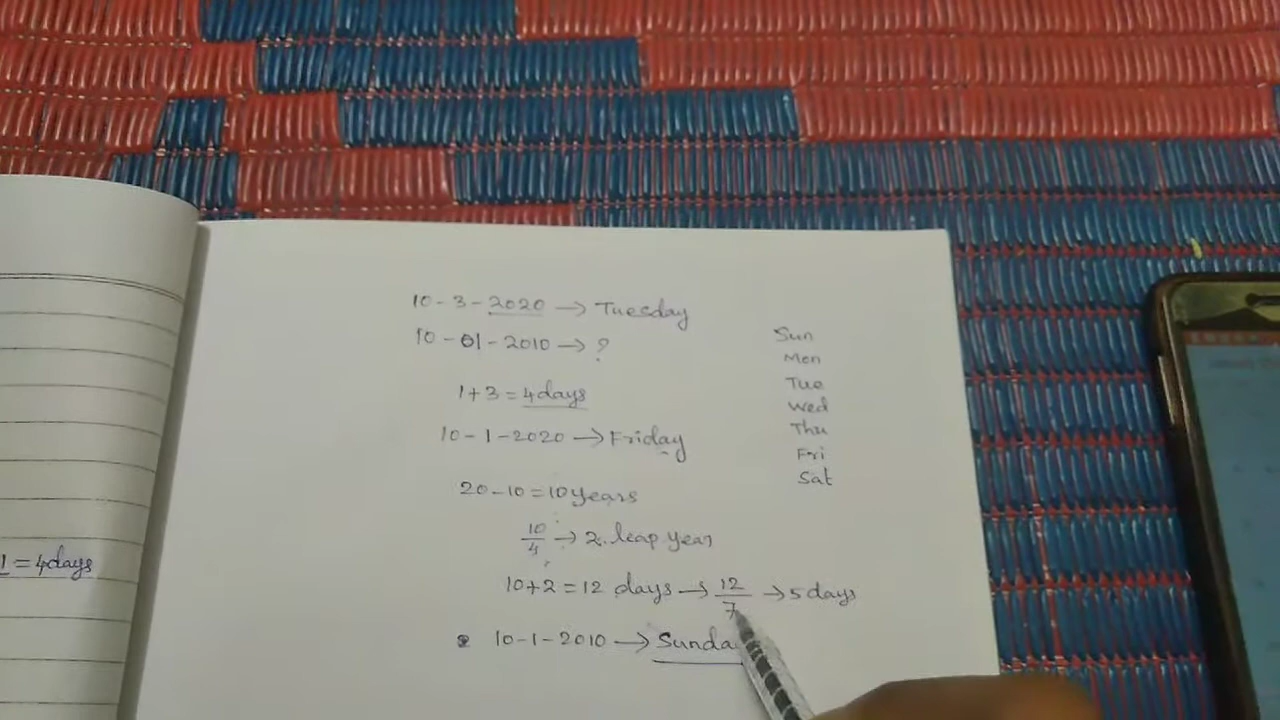 10-3-2020 → Tuesday
10-01-2010 → ?
1+3 = 4days
10-1-2020 → Friday
20-10 = 10years
10/4 → 2. leap year
10+2 = 12 days → 12/7 → 5 days
10-1-2010 → Sunda
Sun
Mon
Tue
Wed
Thu
Fri
Sat
1 = 4days